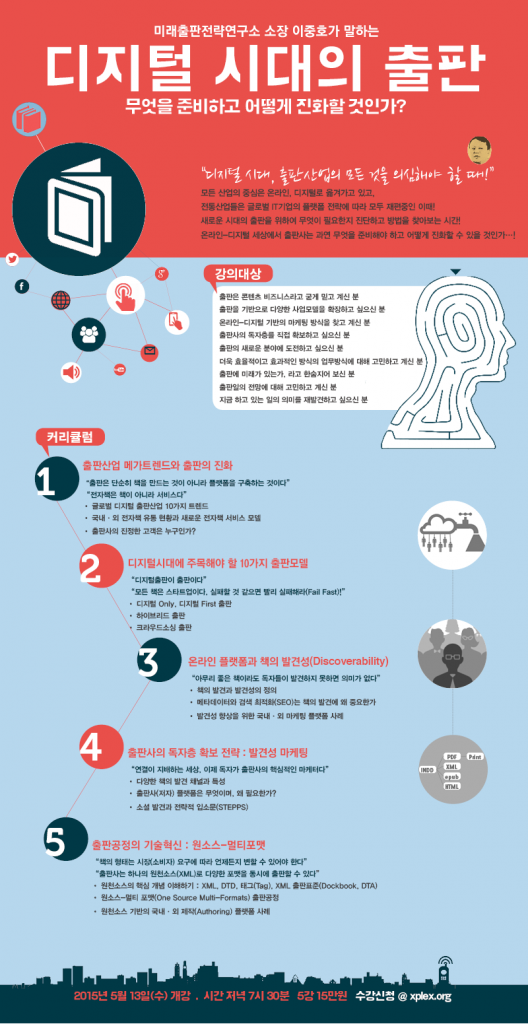 미래출판전략연구소 소장 이중호가 말하는
디지털 시대의 출판
무엇을 준비하고 어떻게 진화할 것인가?
"디지털 시대, 출판산업의 모든 것을 의심해야 할 때!"
모든 산업의 중심은 온라인, 디지털로 옮겨가고 있고,
전통산업들은 글로벌 IT기업의 플랫폼 전략에 따라 모두 재편중인 이때!
새로운 시대의 출판을 위하여 무엇이 필요한지 진단하고 방법을 찾아보는 시간!
온라인-디지털 세상에서 출판사는 과연 무엇을 준비해야 하고 어떻게 진화할 수 있을 것인가…!
강의대상
출판은 콘텐츠 비즈니스라고 굳게 믿고 계신 분
출판을 기반으로 다양한 사업모델을 확장하고 싶으신 분
온라인-디지털 기반의 마케팅 방식을 찾고 계신 분
출판사의 독자층을 직접 확보하고 싶으신 분
출판의 새로운 분야에 도전하고 싶으신 분
더욱 효율적이고 효과적인 방식의 업무방식에 대해 고민하고 계신 분
출판에 미래가 있는가, 라고 한숨지어 보신 분
출판일의 전망에 대해 고민하고 계신 분
지금 하고 있는 일의 의미를 재발견하고 싶으신 분
커리큘럼
1
출판산업 메가트렌드와 출판의 진화
"출판은 단순히 책을 만드는 것이 아니라 플랫폼을 구축하는 것이다"
"전자책은 책이 아니라 서비스다"
• 글로벌 디지털 출판산업 10가지 트렌드
• 국내·외 전자책 유통 현황과 새로운 전자책 서비스 모델
• 출판사의 진정한 고객은 누구인가?
2
디지털시대에 주목해야 할 10가지 출판모델
"디지털출판이 출판이다"
"모든 책은 스타트업이다, 실패할 것 같으면 빨리 실패해라(Fail Fast)!"
• 디지털 Only, 디지털 First 출판
• 하이브리드 출판
• 크라우드소싱 출판
3
온라인 플랫폼과 책의 발견성(Discoverability)
"아무리 좋은 책이라도 독자들이 발견하지 못하면 의미가 없다"
• 책의 발견과 발견성의 정의
• 메타데이터와 검색 최적화(SEO)는 책의 발견에 왜 중요한가
• 발견성 향상을 위한 국내·외 마케팅 플랫폼 사례
4
출판사의 독자층 확보 전략 : 발견성 마케팅
"연결이 지배하는 세상, 이제 독자가 출판사의 핵심적인 마케터다"
• 다양한 책의 발견 채널과 특성
• 출판사(저자) 플랫폼은 무엇이며, 왜 필요한가?
• 소셜 발견과 전략적 입소문(STEPPS)
INDD
PDF
XML
epub
HTML
Print
5
출판공정의 기술혁신 : 원소스-멀티포맷
"책의 형태는 시장(소비자) 요구에 따라 언제든지 변할 수 있어야 한다"
"출판사는 하나의 원천소스(XML)로 다양한 포맷을 동시에 출판할 수 있다"
• 원천소스의 핵심 개념 이해하기 : XML, DTD, 태그(Tag), XML 출판표준(Dockbook, DTA)
• 원소스-멀티 포맷(One Source Multi-Formats) 출판공정
• 원천소스 기반의 국내·외 제작(Authoring) 플랫폼 사례
2015년 5월 13일(수) 개강 . 시간 저녁 7시 30분 5강 15만원 수강신청 @ xplex.org